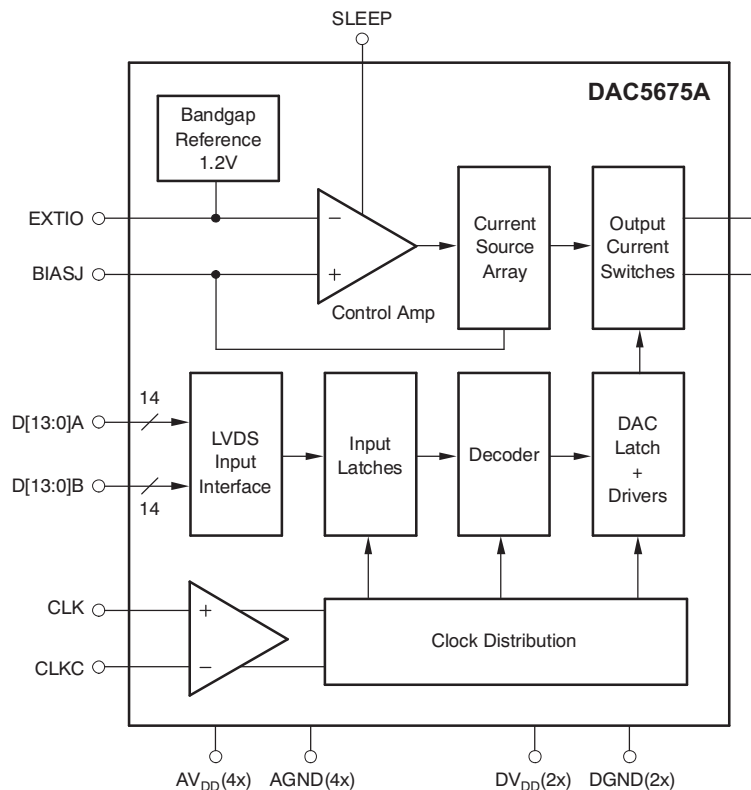 SLEEP
DAC5675A
Bandgap
Reference
1.2V
EXTIO
BIASJ
−
+
Control Amp
Current
Source
Array
Output
Current
Switches
D[13:0]A
14
D[13:0]B
14
LVDS
Input
Interface
Input
Latches
Decoder
DAC
Latch
+
Drivers
CLK
CLKC
+
−
Clock Distribution
AVDD(4x)
AGND(4x)
DVDD(2x)
DGND(2x)